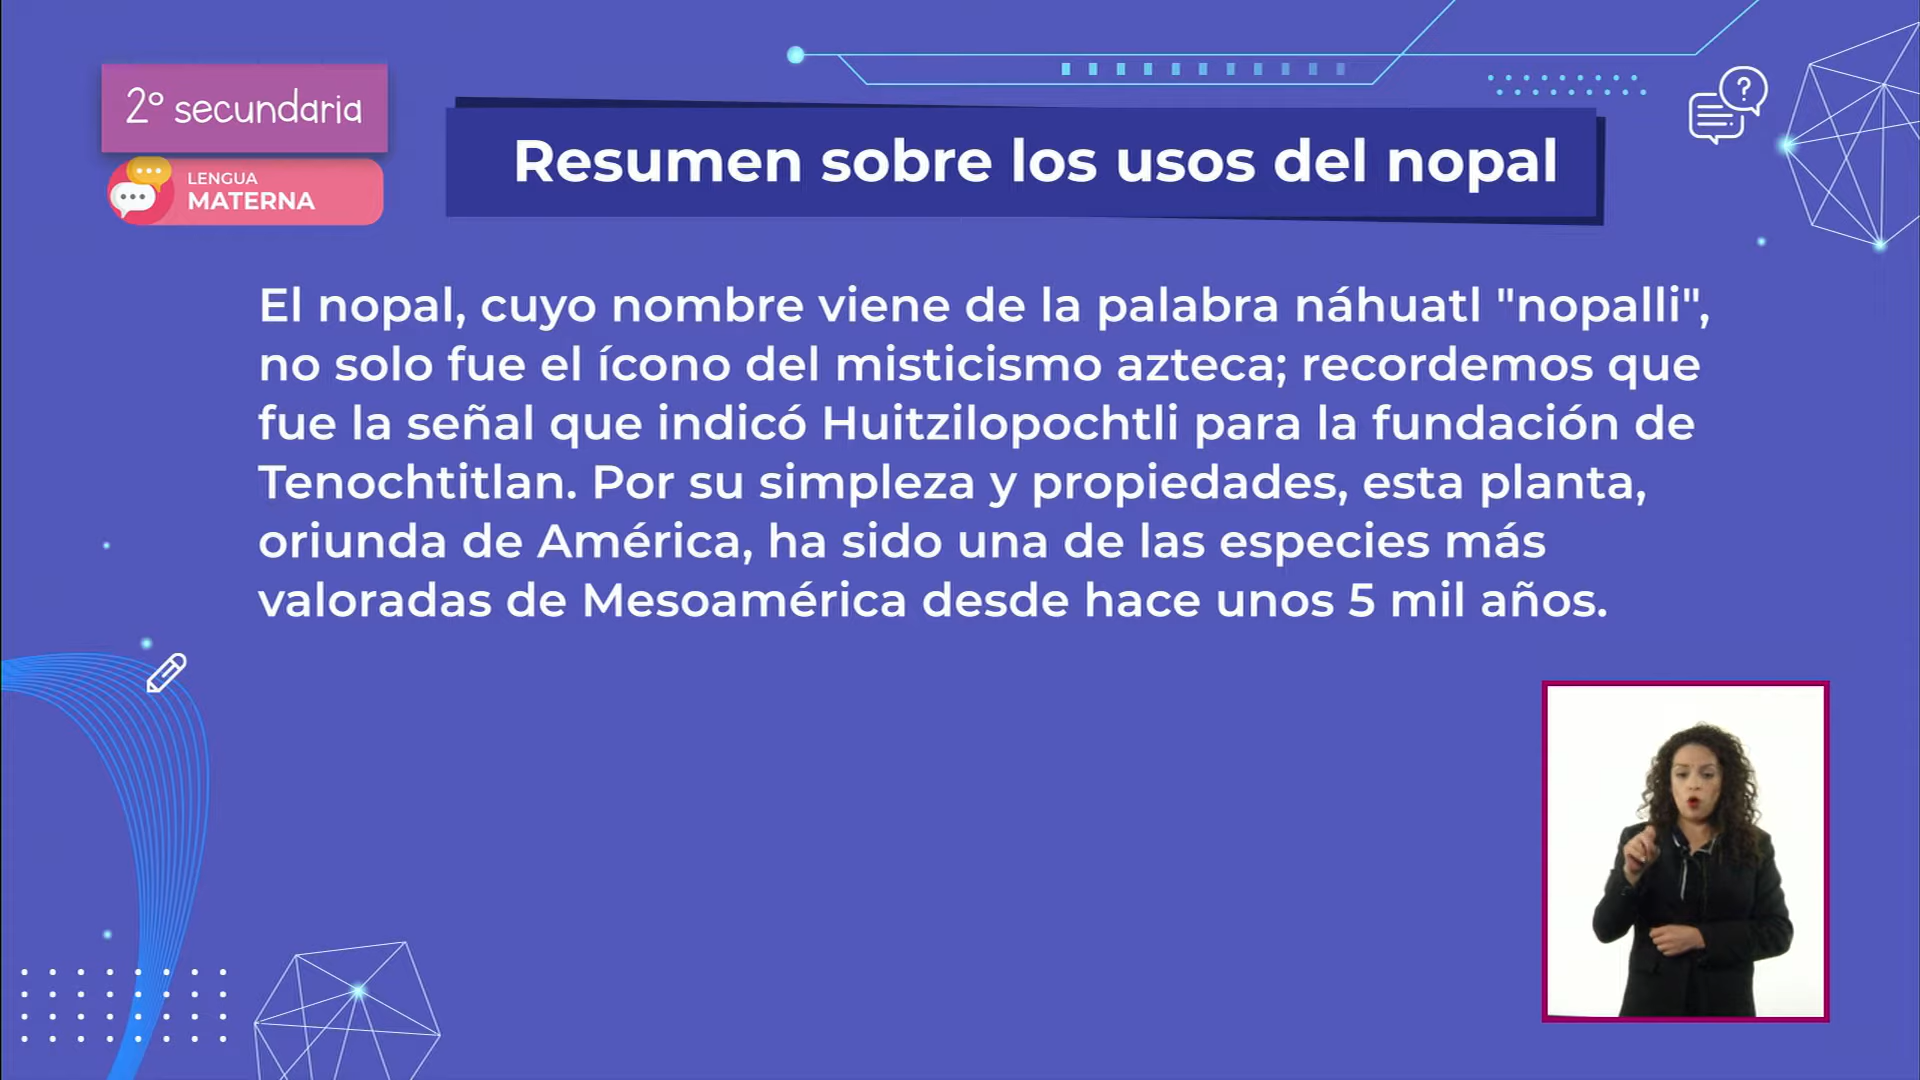 2° secundaria
LENGUA
MATERNA
Resumen sobre los usos del nopal
?
El nopal, cuyo nombre viene de la palabra náhuatl "nopalli",
no solo fue el ícono del misticismo azteca; recordemos que
fue la señal que indicó Huitzilopochtli para la fundación de
Tenochtitlan. Por su simpleza y propiedades, esta planta,
oriunda de América, ha sido una de las especies más
valoradas de Mesoamérica desde hace unos 5 mil años.